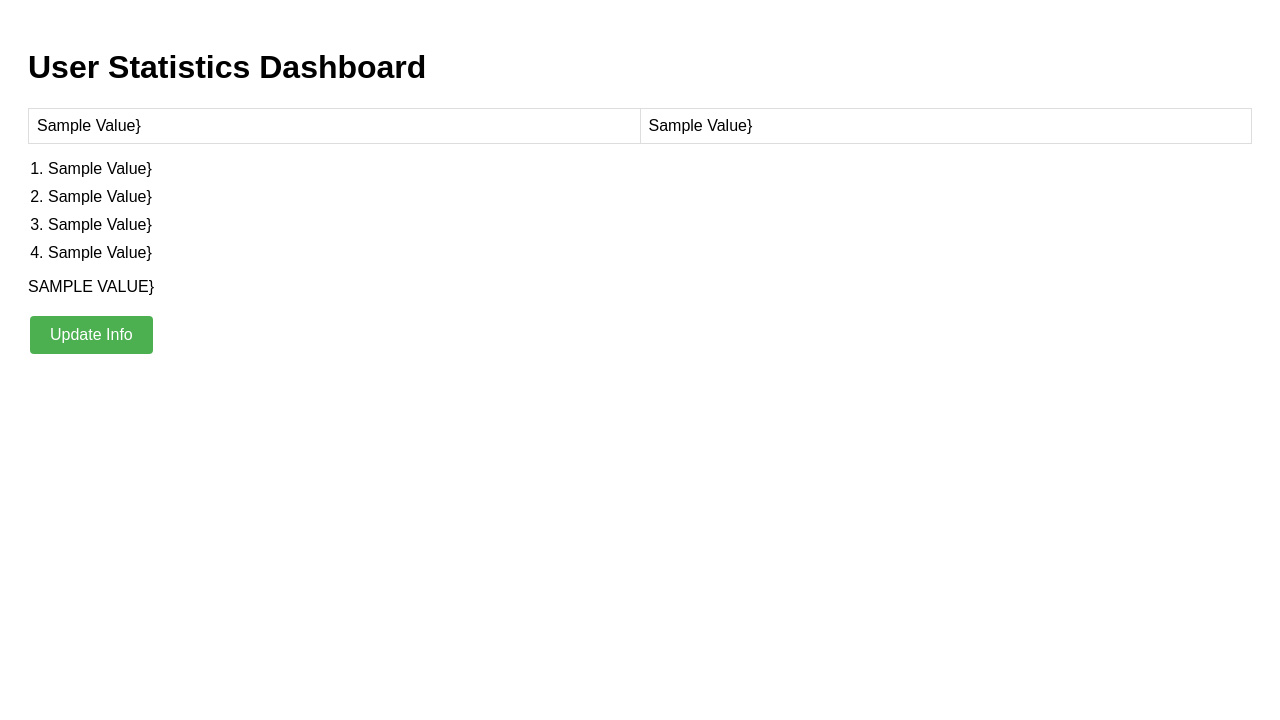 User Statistics Dashboard
Sample Value} Sample Value}
1. Sample Value}
2. Sample Value}
3. Sample Value}
4. Sample Value}
SAMPLE VALUE}
Update Info